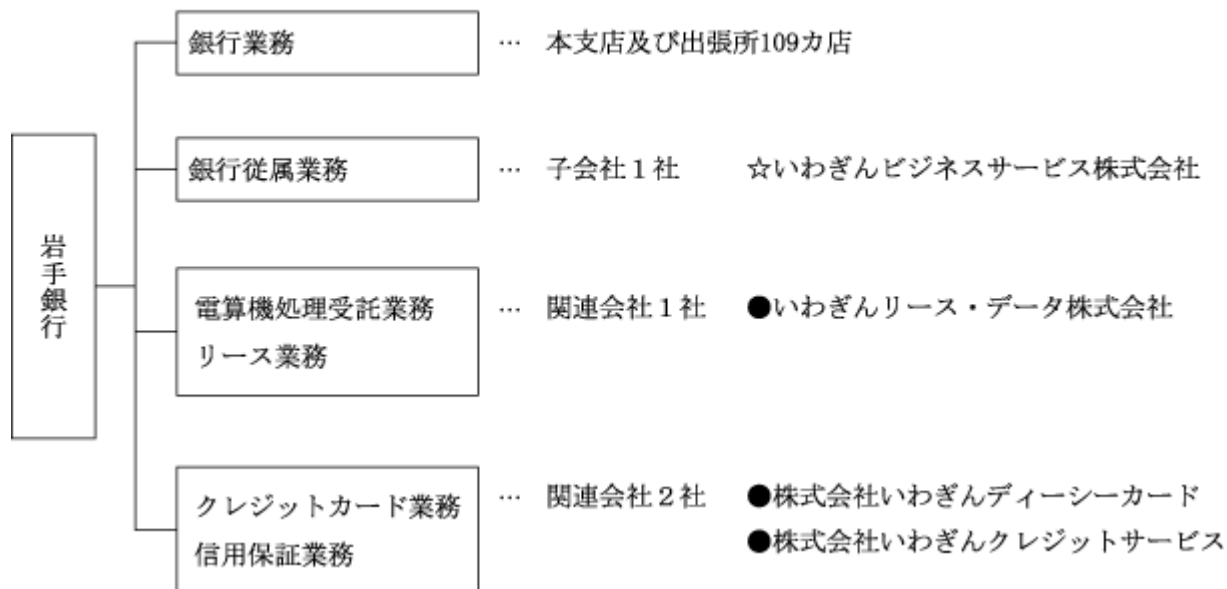 銀行業務 … 本支店及び出張所109カ店
銀行従属業務 … 子会社１社 ☆いわぎんビジネスサービス株式会社
岩手銀行
電算機処理受託業務 … 関連会社１社 ●いわぎんリース・データ株式会社
リース業務
クレジットカード業務 … 関連会社２社 ●株式会社いわぎんディーシーカード
信用保証業務 ●株式会社いわぎんクレジットサービス